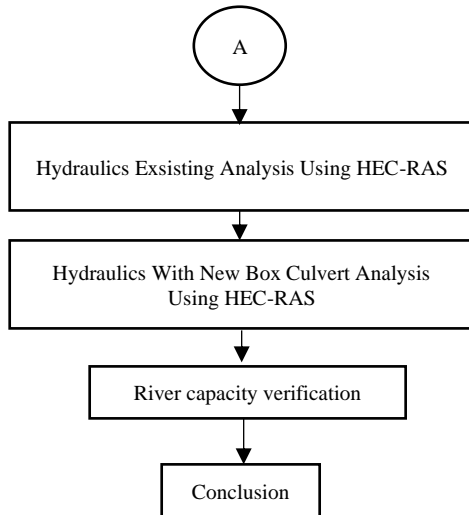 A
Hydraulics Exsisting Analysis Using HEC-RAS
Hydraulics With New Box Culvert Analysis
Using HEC-RAS
River capacity verification
Conclusion